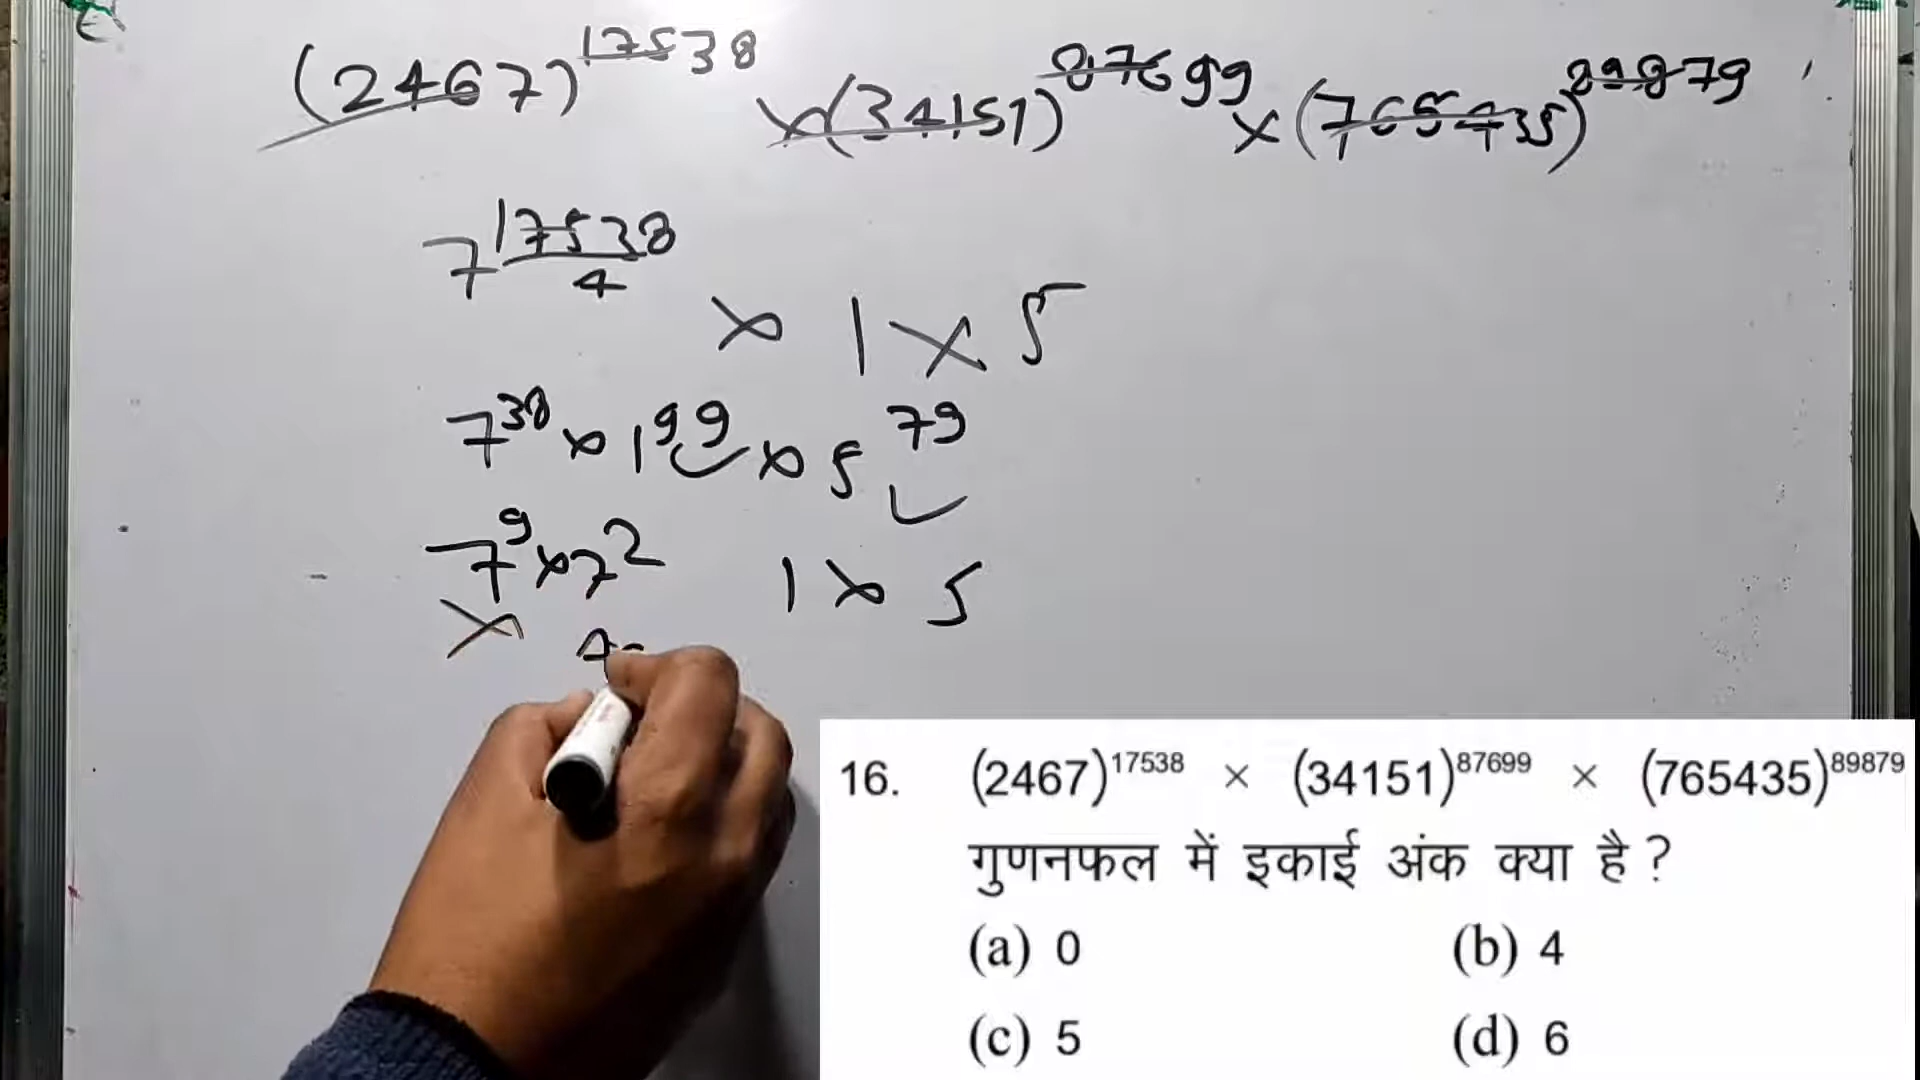 (2467)^17538 × (34151)^87699 × (765435)^89879
7^17538/4 × 1 × 5
7^38 × 1^99 × 5^79
7^9 × 7^2 1 × 5
×
16. (2467)^17538 × (34151)^87699 × (765435)^89879
गुणनफल में इकाई अंक क्या है ?
(a) 0 (b) 4
(c) 5 (d) 6